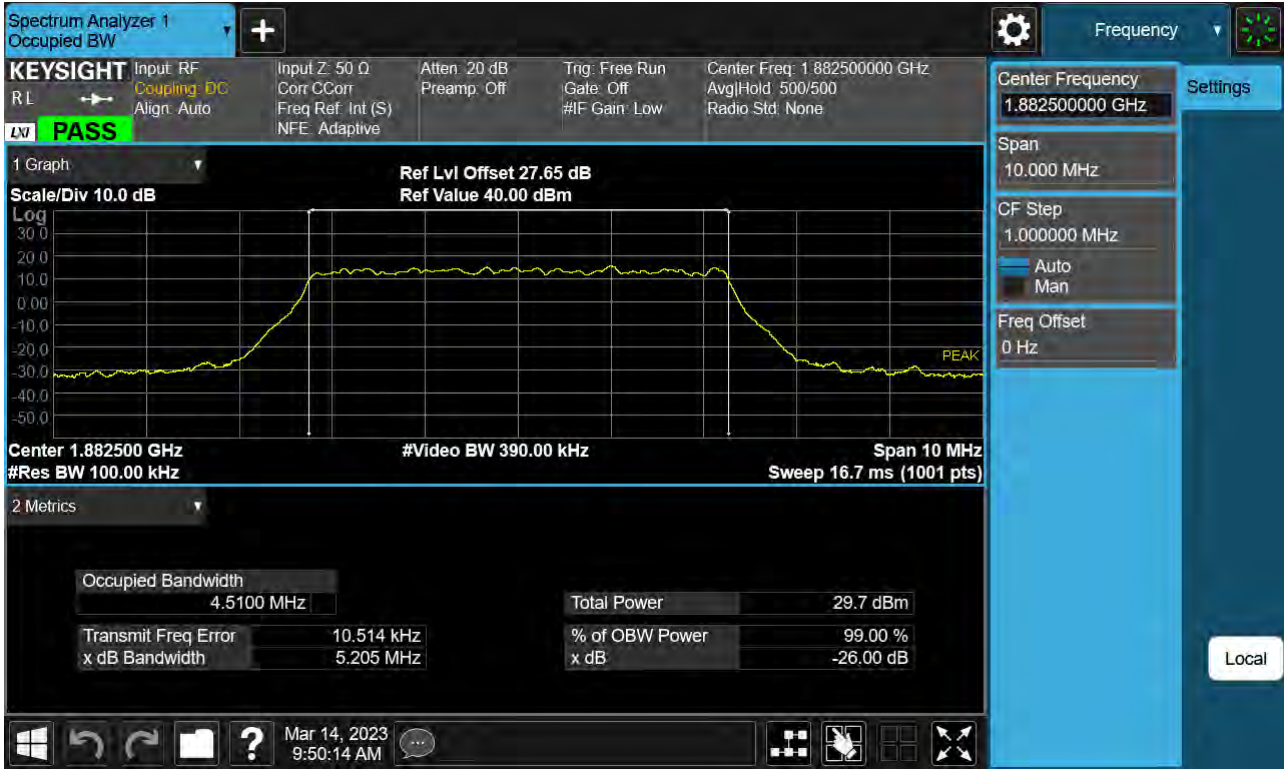 Spectrum Analyzer 1
Occupied BW
Frequency
KEYSIGHT
R L
LXI
PASS
Input: RF
Coupling: DC
Align: Auto
Input Z: 50 Ω
Corr CCorr
Freq Ref: Int (S)
NFE: Adaptive
Atten: 20 dB
Preamp: Off
Trig: Free Run
Gate: Off
#IF Gain: Low
Center Freq: 1.882500000 GHz
Avg|Hold: 500/500
Radio Std: None
Center Frequency
1.882500000 GHz
Settings
Span
10.000 MHz
CF Step
1.000000 MHz
Auto
Man
Freq Offset
0 Hz
Local
1 Graph
Scale/Div 10.0 dB
Ref Lvl Offset 27.65 dB
Ref Value 40.00 dBm
Log
30.0
20.0
10.0
0.00
-10.0
-20.0
-30.0
-40.0
-50.0
PEAK
Center 1.882500 GHz
#Video BW 390.00 kHz
Span 10 MHz
#Res BW 100.00 kHz
Sweep 16.7 ms (1001 pts)
2 Metrics
Occupied Bandwidth
4.5100 MHz
Total Power 29.7 dBm
Transmit Freq Error 10.514 kHz
% of OBW Power 99.00 %
x dB Bandwidth 5.205 MHz
x dB -26.00 dB
?
Mar 14, 2023
9:50:14 AM